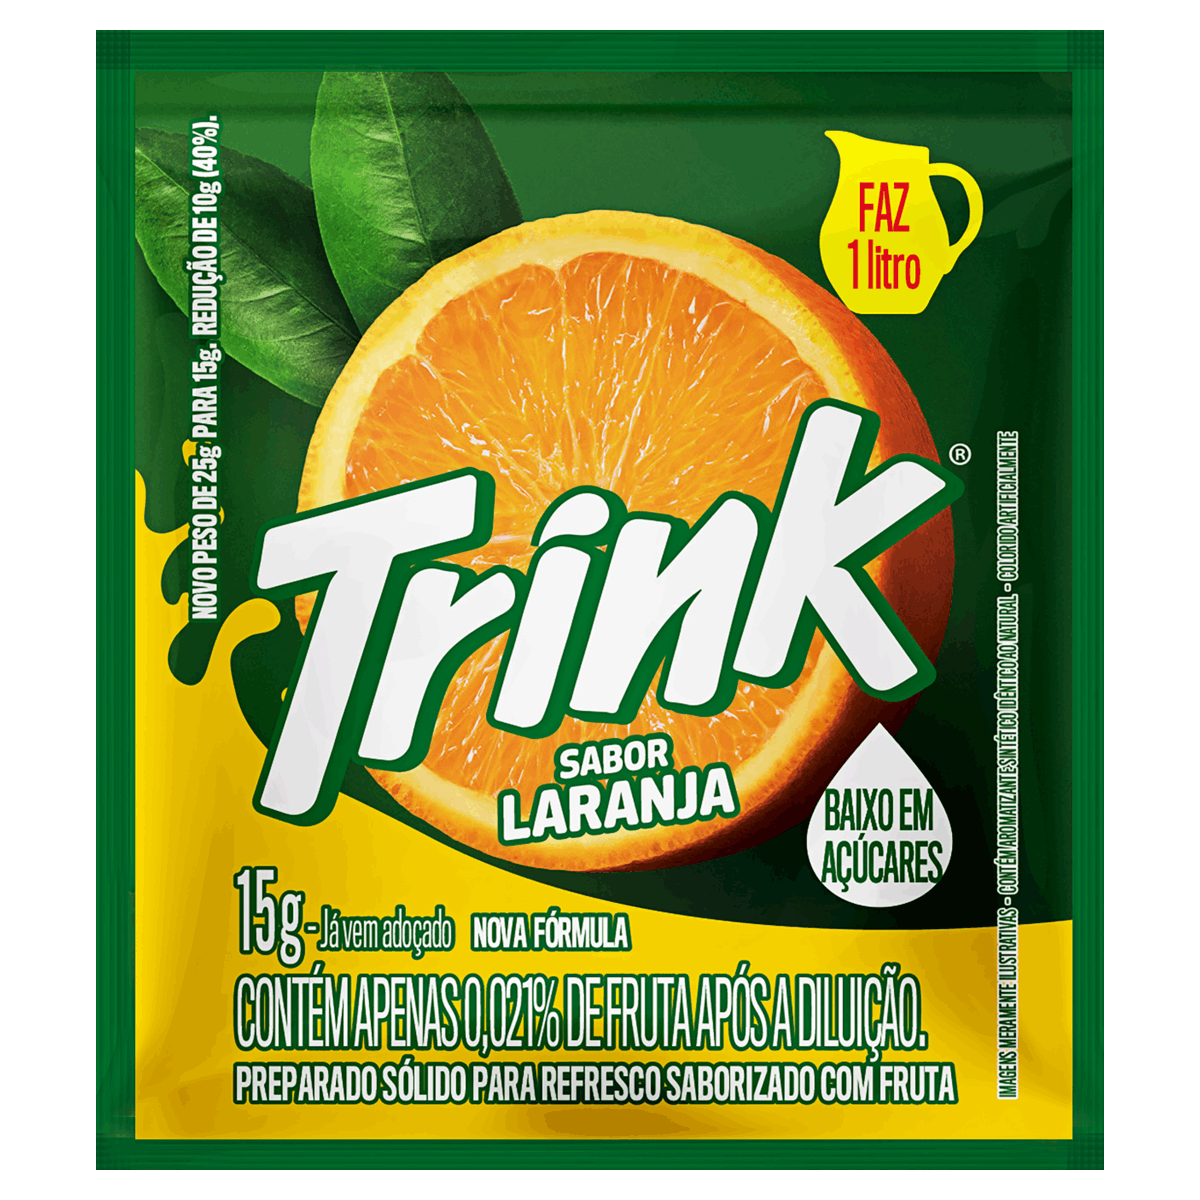 NOVO PESO DE 25g PARA 15g. REDUÇÃO DE 10g (40%).
FAZ
1 litro
Trink®
SABOR
LARANJA
BAIXO EM
AÇÚCARES
15g - Já vem adoçado NOVA FÓRMULA
CONTÉM APENAS 0,021% DE FRUTA APÓS A DILUIÇÃO.
PREPARADO SÓLIDO PARA REFRESCO SABORIZADO COM FRUTA
IMAGENS MERAMENTE ILUSTRATIVAS - CONTÉM AROMATIZANTE SINTÉTICO IDÊNTICO AO NATURAL - COLORIDO ARTIFICIALMENTE